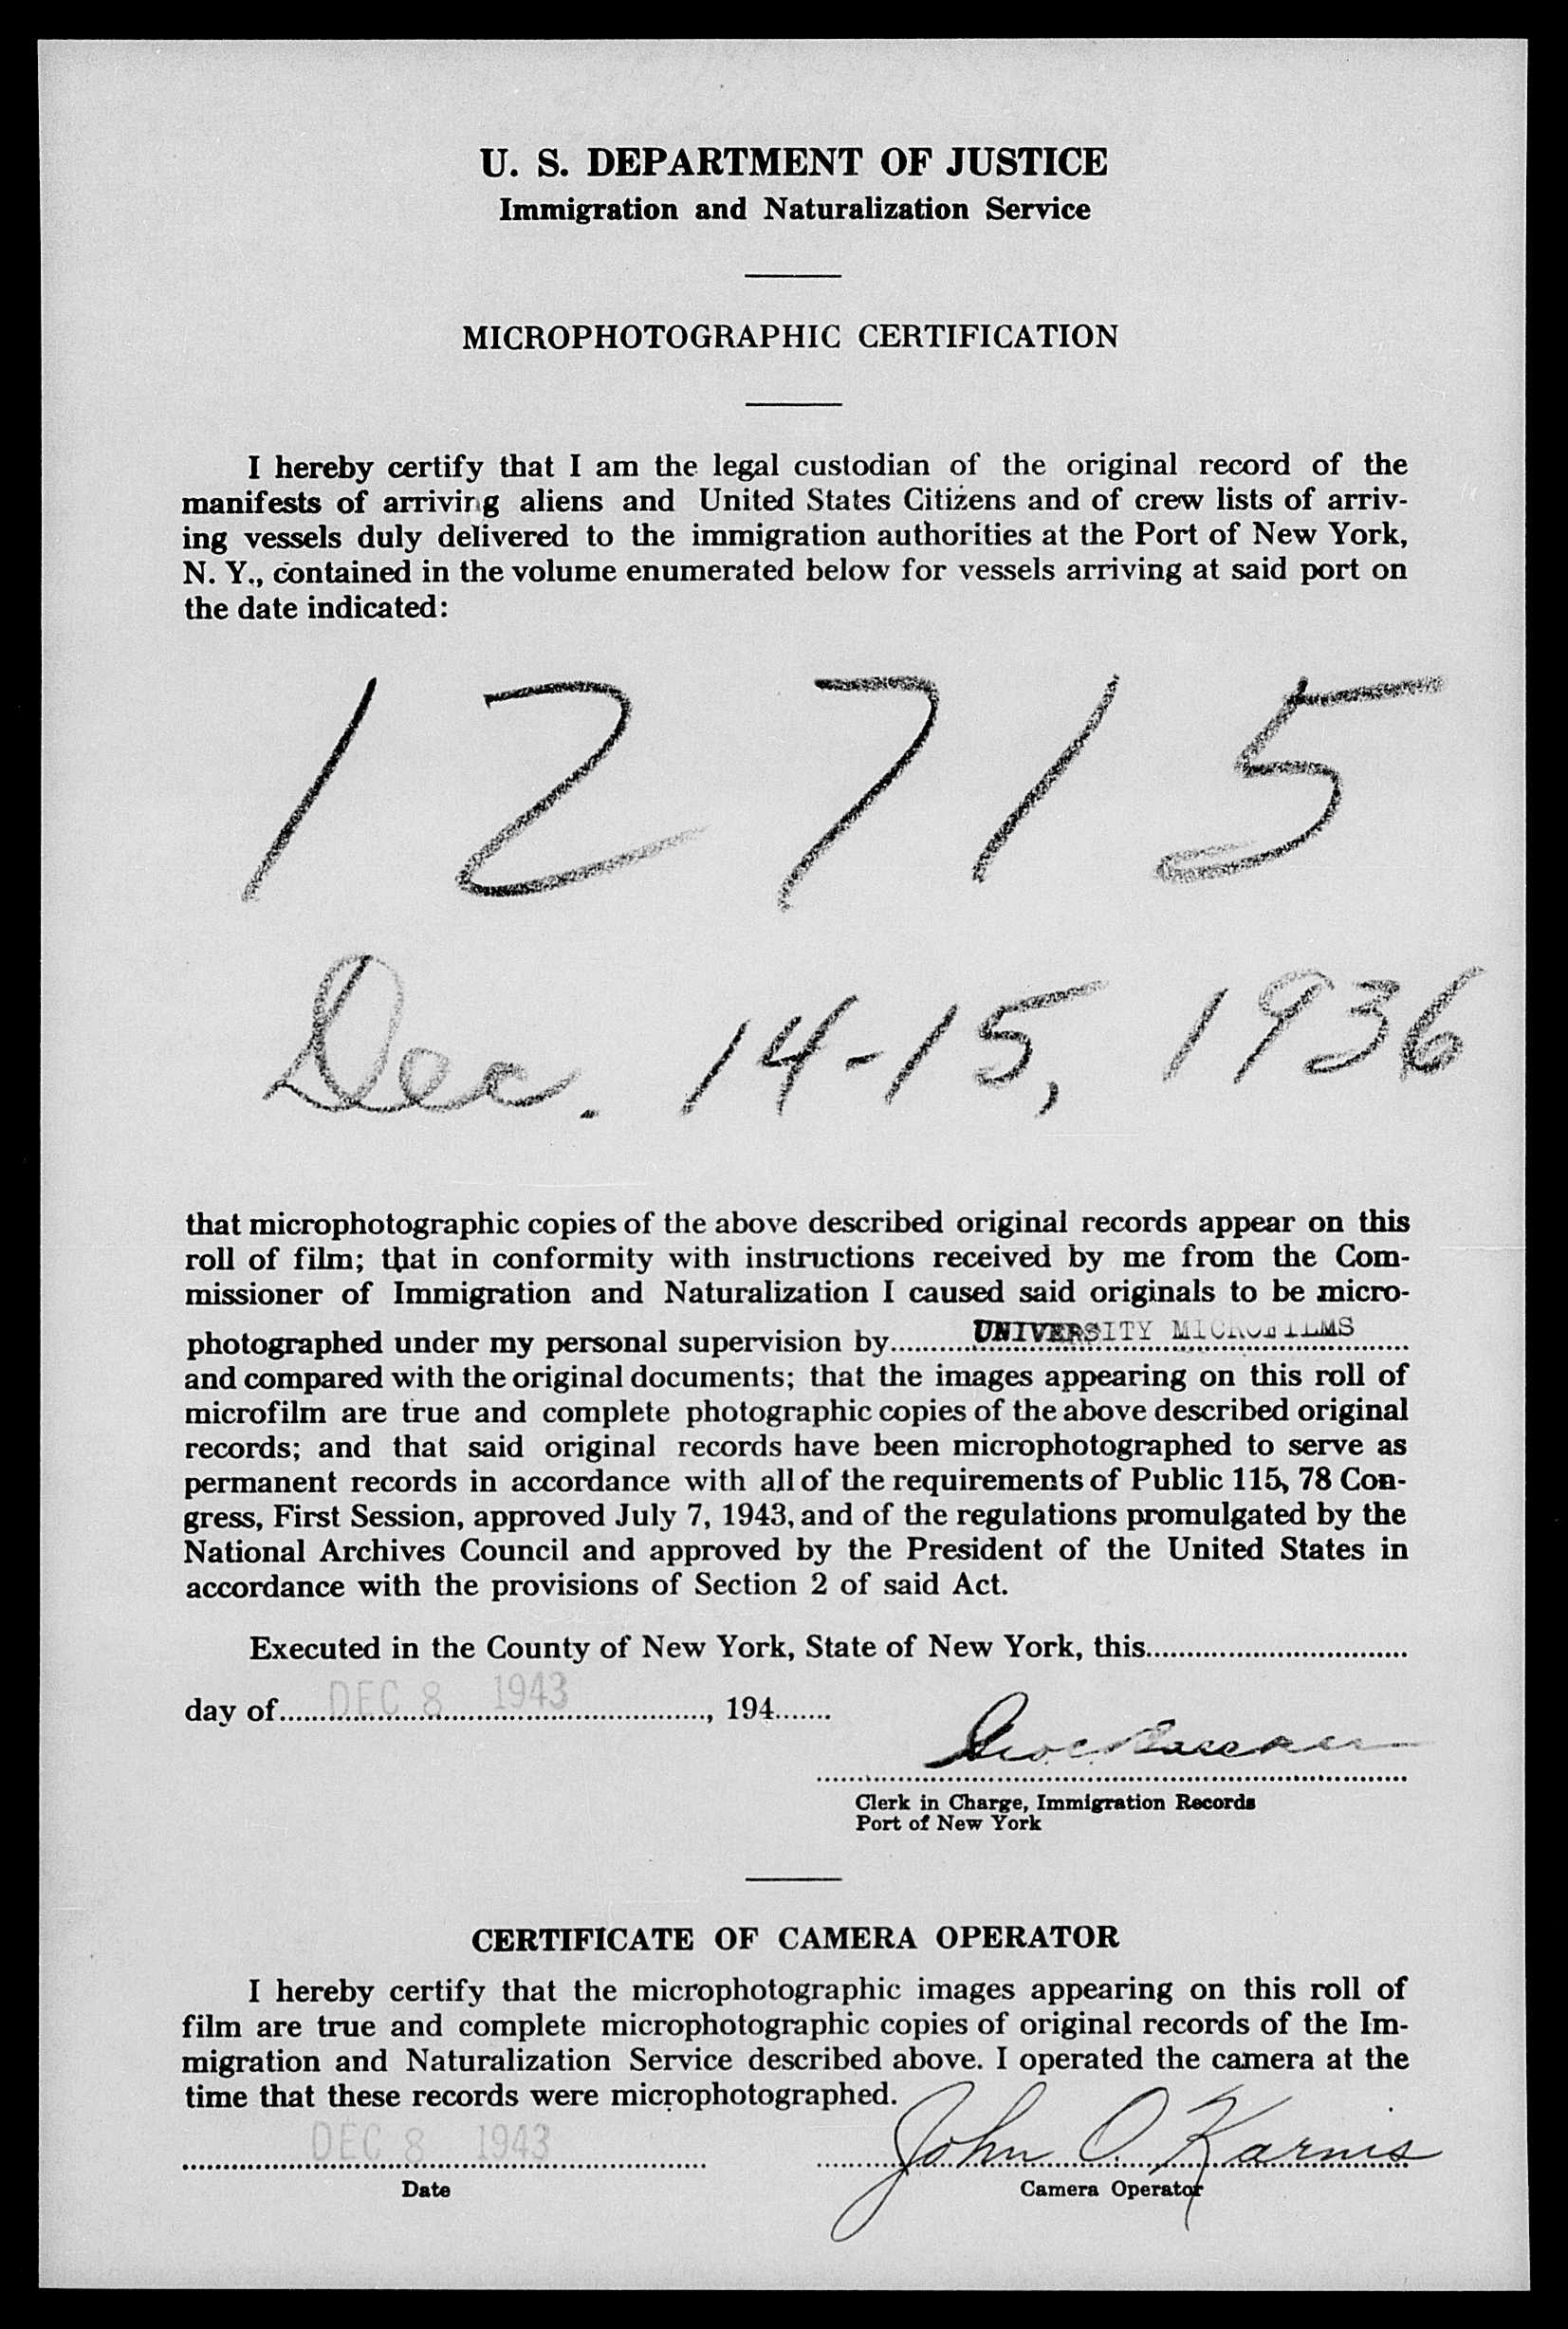 U. S. DEPARTMENT OF JUSTICE
Immigration and Naturalization Service
MICROPHOTOGRAPHIC CERTIFICATION
I hereby certify that I am the legal custodian of the original record of the
manifests of arriving aliens and United States Citizens and of crew lists of arriv-
ing vessels duly delivered to the immigration authorities at the Port of New York,
N. Y., contained in the volume enumerated below for vessels arriving at said port on
the date indicated:
12715
Dec. 14-15, 1936
that microphotographic copies of the above described original records appear on this
roll of film; that in conformity with instructions received by me from the Com-
missioner of Immigration and Naturalization I caused said originals to be micro-
photographed under my personal supervision by UNIVERSITY MICROFILMS
and compared with the original documents; that the images appearing on this roll of
microfilm are true and complete photographic copies of the above described original
records; and that said original records have been microphotographed to serve as
permanent records in accordance with all of the requirements of Public 115, 78 Con-
gress, First Session, approved July 7, 1943, and of the regulations promulgated by the
National Archives Council and approved by the President of the United States in
accordance with the provisions of Section 2 of said Act.
Executed in the County of New York, State of New York, this
day of DEC 8 1943, 194
Clerk in Charge, Immigration Records
Port of New York
CERTIFICATE OF CAMERA OPERATOR
I hereby certify that the microphotographic images appearing on this roll of
film are true and complete microphotographic copies of original records of the Im-
migration and Naturalization Service described above. I operated the camera at the
time that these records were microphotographed.
DEC 8 1943 John O. Karnis
Date Camera Operator